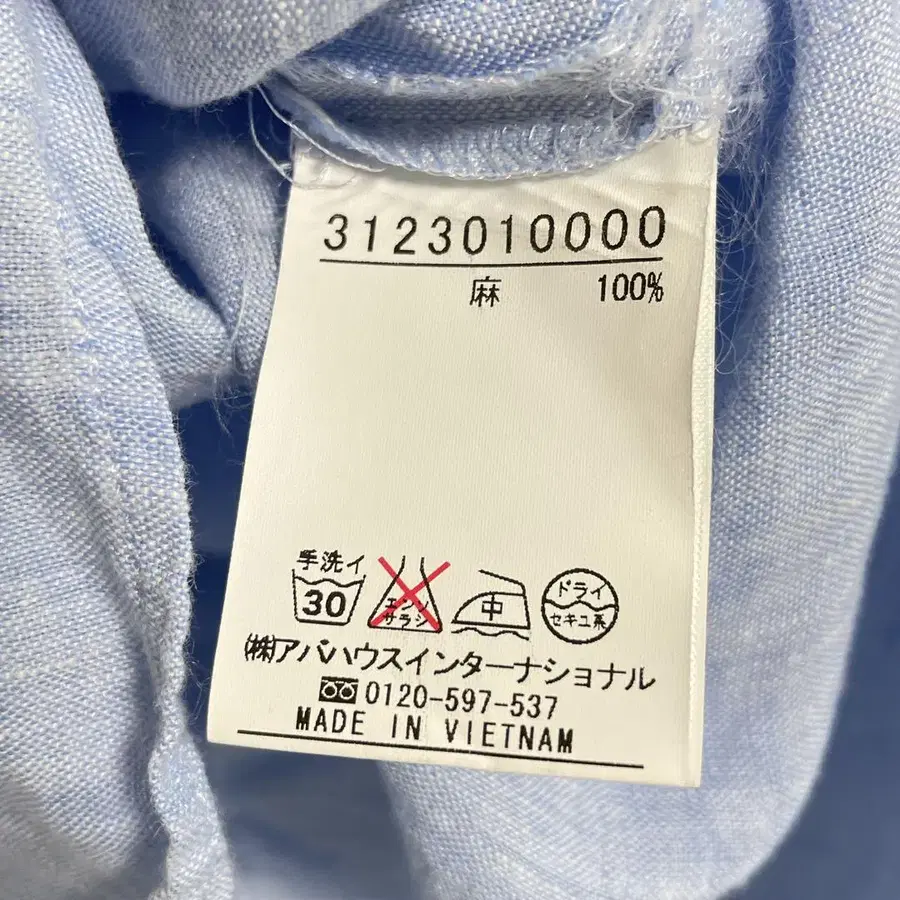 3123010000
麻 100%
手洗イ
30 エンソ サラシ 中 ドライ セキユ系
(株)アバハウスインターナショナル
0120-597-537
MADE IN VIETNAM